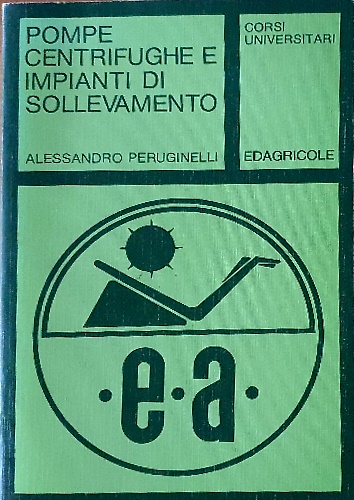 POMPE
CENTRIFUGHE E
IMPIANTI DI
SOLLEVAMENTO
ALESSANDRO PERUGINELLI
CORSI
UNIVERSITARI
EDAGRICOLE
·e·a·